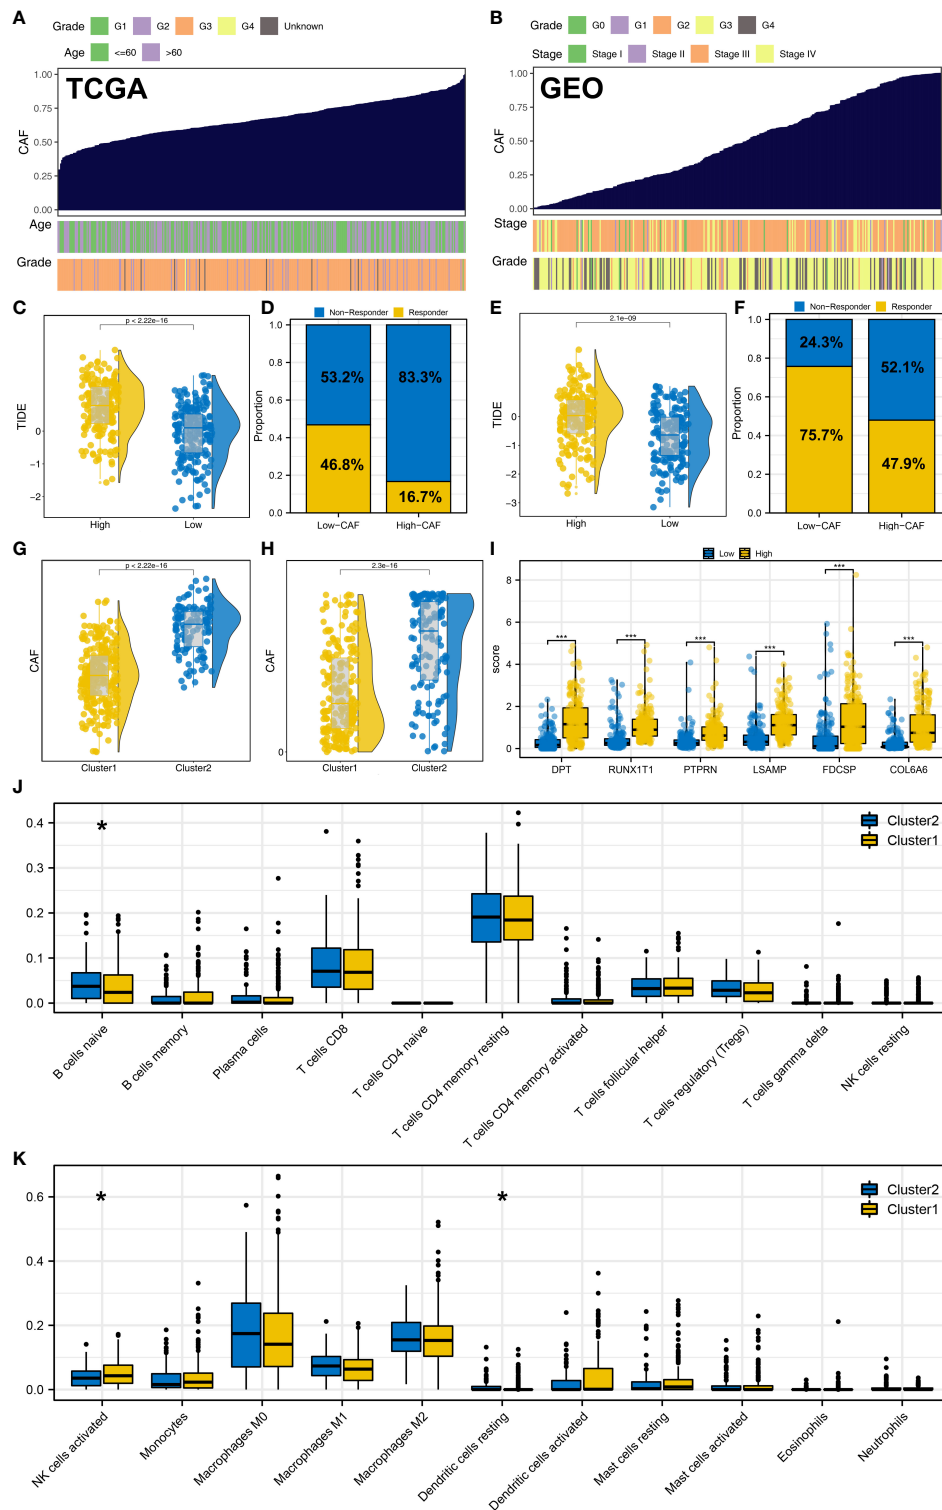 A
Grade G1 G2 G3 G4 Unknown
Age <=60 >60
TCGA
CAF
1.00
0.75
0.50
0.25
0.00
Age
Grade
B
Grade G0 G1 G2 G3 G4
Stage Stage I Stage II Stage III Stage IV
GEO
CAF
1.00
0.75
0.50
0.25
0.00
Stage
Grade
C
p < 2.22e−16
TIDE
0
−1
−2
High Low
D
Non−Responder Responder
Proportion
1.0
0.8
0.6
0.4
0.2
0.0
53.2% 83.3%
46.8% 16.7%
Low−CAF High−CAF
E
2.1e−09
TIDE
0
−1
−2
−3
High Low
F
Non−Responder Responder
Proportion
1.0
0.8
0.6
0.4
0.2
0.0
24.3% 52.1%
75.7% 47.9%
Low−CAF High−CAF
G
p < 2.22e−16
CAF
Cluster1 Cluster2
H
2.3e−16
CAF
0
Cluster1 Cluster2
I
Low High
score
8
6
4
2
0
*** *** *** *** *** ***
DPT RUNX1T1 PTPRN LSAMP FDCSP COL6A6
J
0.4
0.3
0.2
0.1
0.0
*
Cluster2
Cluster1
B cells naive
B cells memory
Plasma cells
T cells CD8
T cells CD4 naive
T cells CD4 memory resting
T cells CD4 memory activated
T cells follicular helper
T cells regulatory (Tregs)
T cells gamma delta
NK cells resting
K
0.6
0.4
0.2
0.0
* *
Cluster2
Cluster1
NK cells activated
Monocytes
Macrophages M0
Macrophages M1
Macrophages M2
Dendritic cells resting
Dendritic cells activated
Mast cells resting
Mast cells activated
Eosinophils
Neutrophils